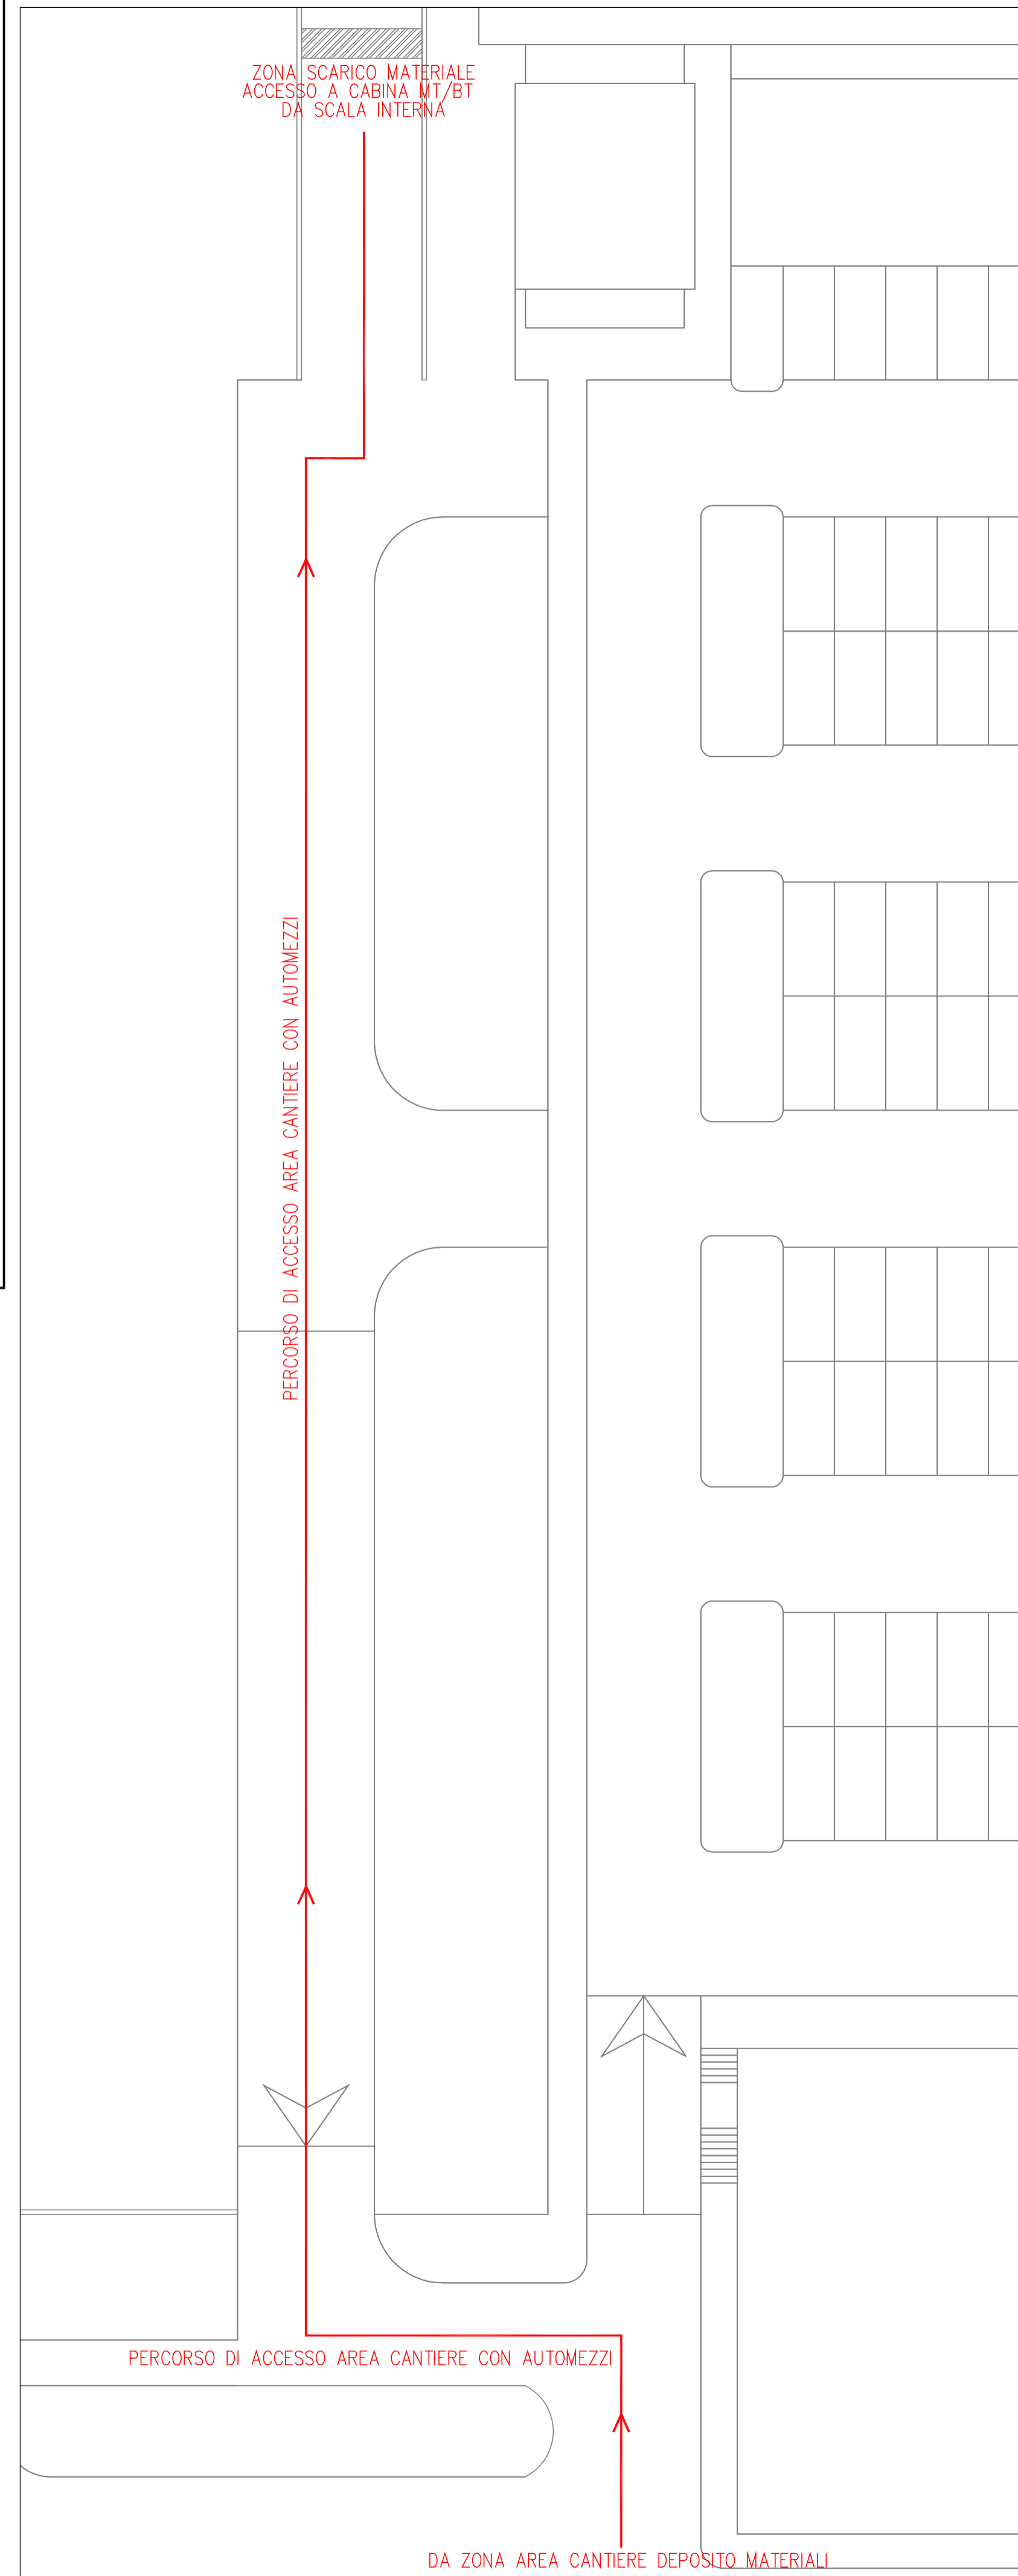 ZONA SCARICO MATERIALE
ACCESSO A CABINA MT/BT
DA SCALA INTERNA
PERCORSO DI ACCESSO AREA CANTIERE CON AUTOMEZZI
PERCORSO DI ACCESSO AREA CANTIERE CON AUTOMEZZI
DA ZONA AREA CANTIERE DEPOSITO MATERIALI